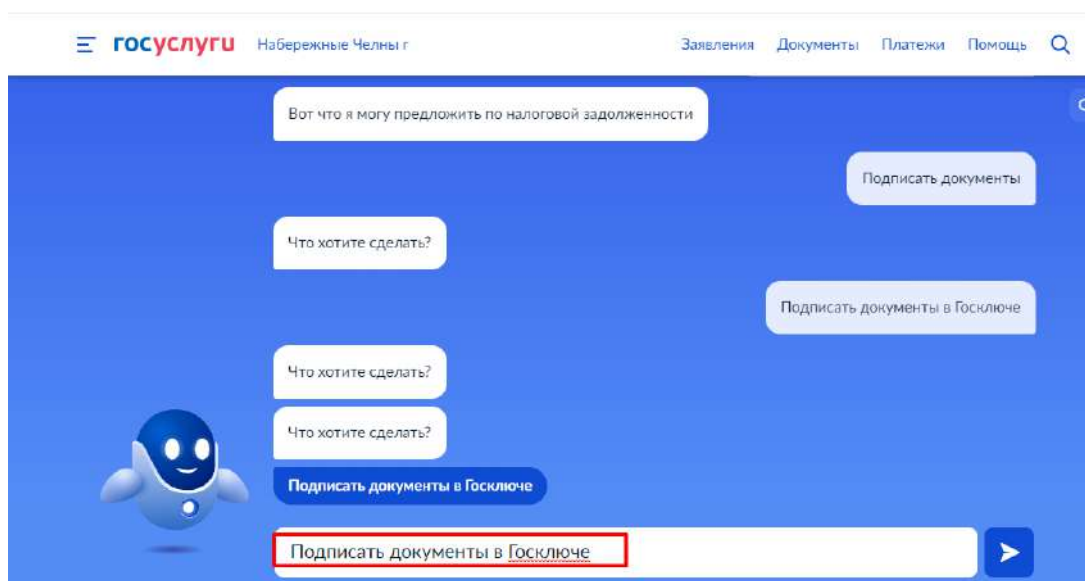 госуслуги Набережные Челны г Заявления Документы Платежи Помощь
Вот что я могу предложить по налоговой задолженности
Подписать документы
Что хотите сделать?
Подписать документы в Госключе
Что хотите сделать?
Что хотите сделать?
Подписать документы в Госключе
Подписать документы в Госключе